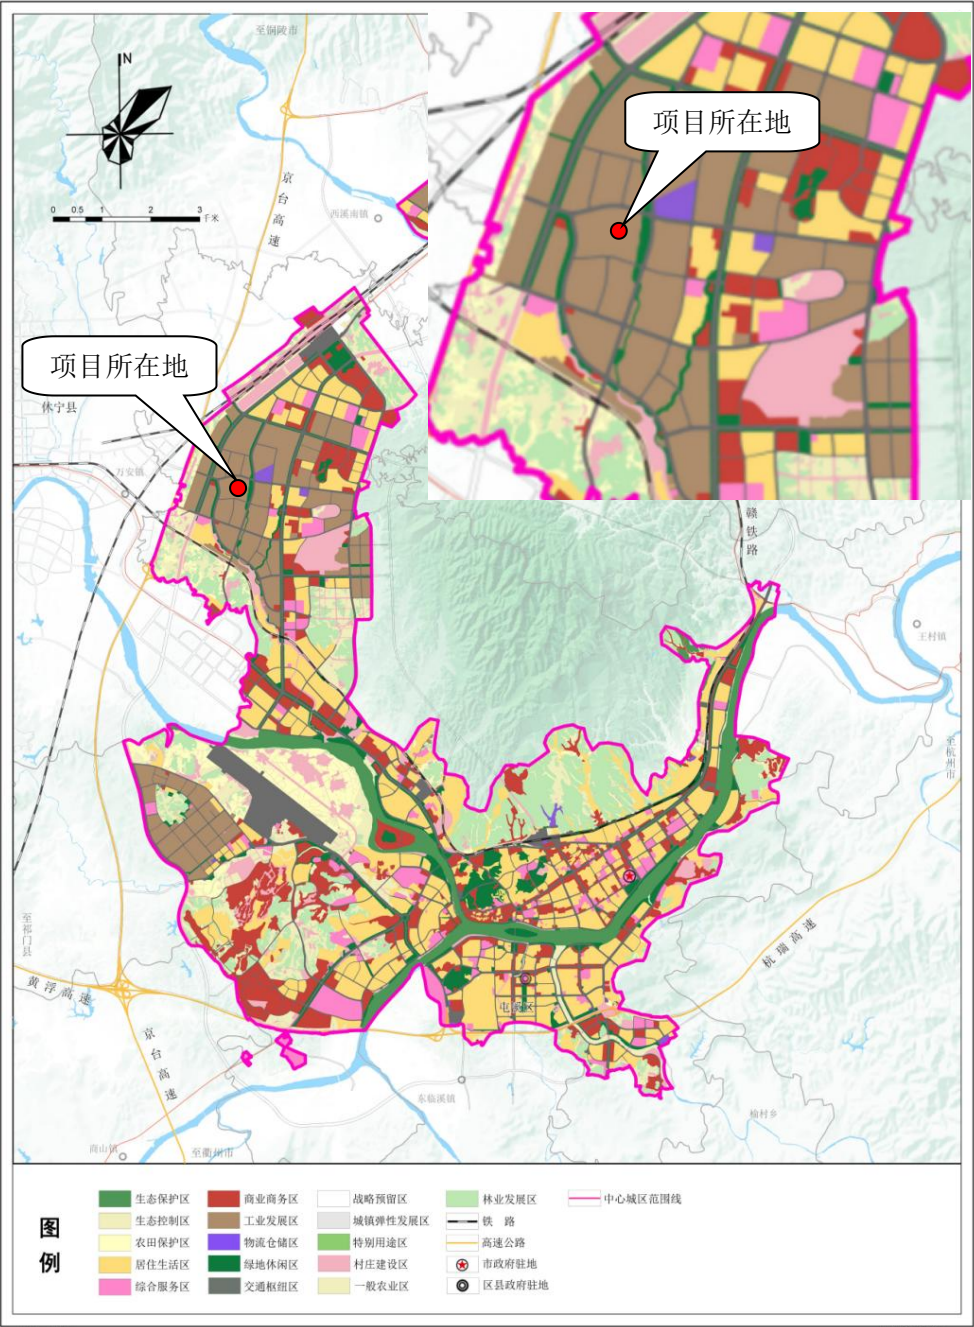 至铜陵市
N
项目所在地
京台高速
0 0.5 1 2 3
千米
西溪南镇
项目所在地
休宁县
万安镇
赣铁路
王村镇
至杭州市
至祁门县
杭瑞高速
黄浮高速
屯溪区
京台高速
东临溪镇
榆村乡
商山镇
至衢州市
图例
生态保护区 商业商务区 战略预留区 林业发展区 中心城区范围线
生态控制区 工业发展区 城镇弹性发展区 铁 路
农田保护区 物流仓储区 特别用途区 高速公路
居住生活区 绿地休闲区 村庄建设区 市政府驻地
综合服务区 交通枢纽区 一般农业区 区县政府驻地